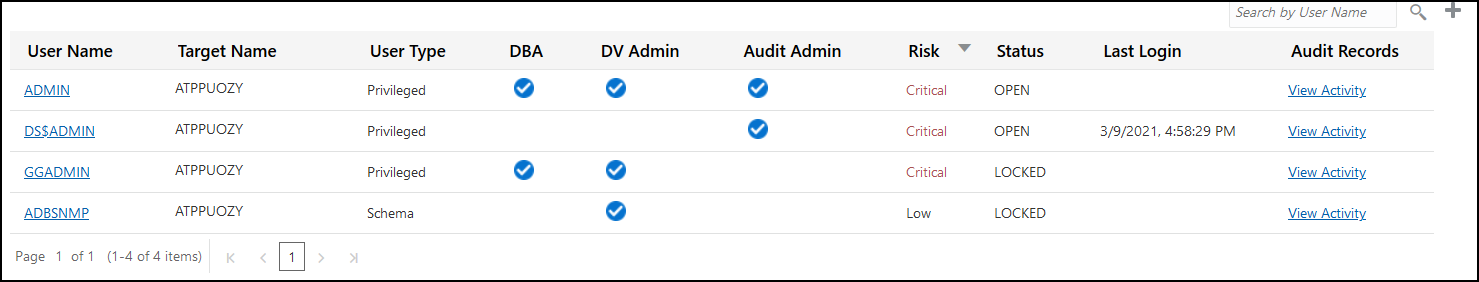 Search by User Name
User Name Target Name User Type DBA DV Admin Audit Admin Risk Status Last Login Audit Records
ADMIN ATPPUOZY Privileged Critical OPEN View Activity
DS$ADMIN ATPPUOZY Privileged Critical OPEN 3/9/2021, 4:58:29 PM View Activity
GGADMIN ATPPUOZY Privileged Critical LOCKED View Activity
ADBSNMP ATPPUOZY Schema Low LOCKED View Activity
Page 1 of 1 (1-4 of 4 items) 1